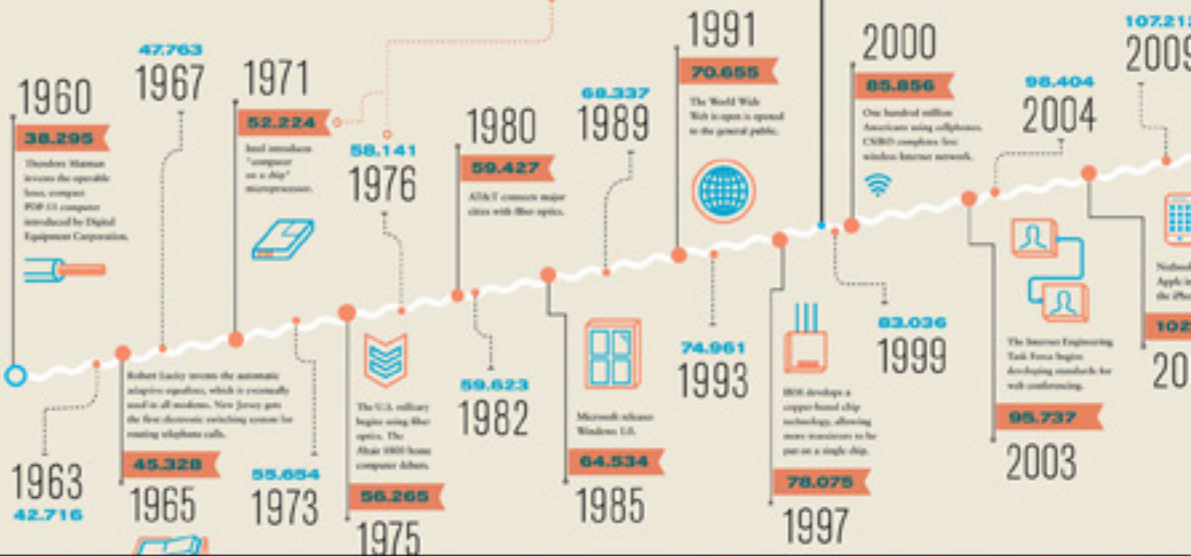 1960
38.295
Theodore Maiman
invents the operable
laser, compact
PDP-11 computer
introduced by Digital
Equipment Corporation.
1963
42.716
Robert Lucky invents the automatic
adaptive equalizer, which is eventually
used in all modems. New Jersey gets
the first electronic switching system for
routing telephone calls.
45.328
1965
47.763
1967
1971
52.224
Intel introduces
"computer
on a chip"
microprocessor.
55.654
1973
The U.S. military
begins using fiber
optics. The
Altair 8800 home
computer debuts.
56.265
1975
58.141
1976
1980
59.427
AT&T connects major
cities with fiber optics.
59.623
1982
Microsoft releases
Windows 1.0.
64.534
1985
68.337
1989
1991
70.655
The World Wide
Web is open is opened
to the general public.
74.961
1993
IBM develops a
copper-based chip
technology, allowing
more transistors to be
put on a single chip.
78.075
1997
83.036
1999
2000
85.856
One hundred million
Americans using cellphones.
CSIRO completes first
wireless Internet network.
The Internet Engineering
Task Force begins
developing standards for
web conferencing.
95.737
2003
98.404
2004
Apple in
the iPho
102
20
107.21
2009